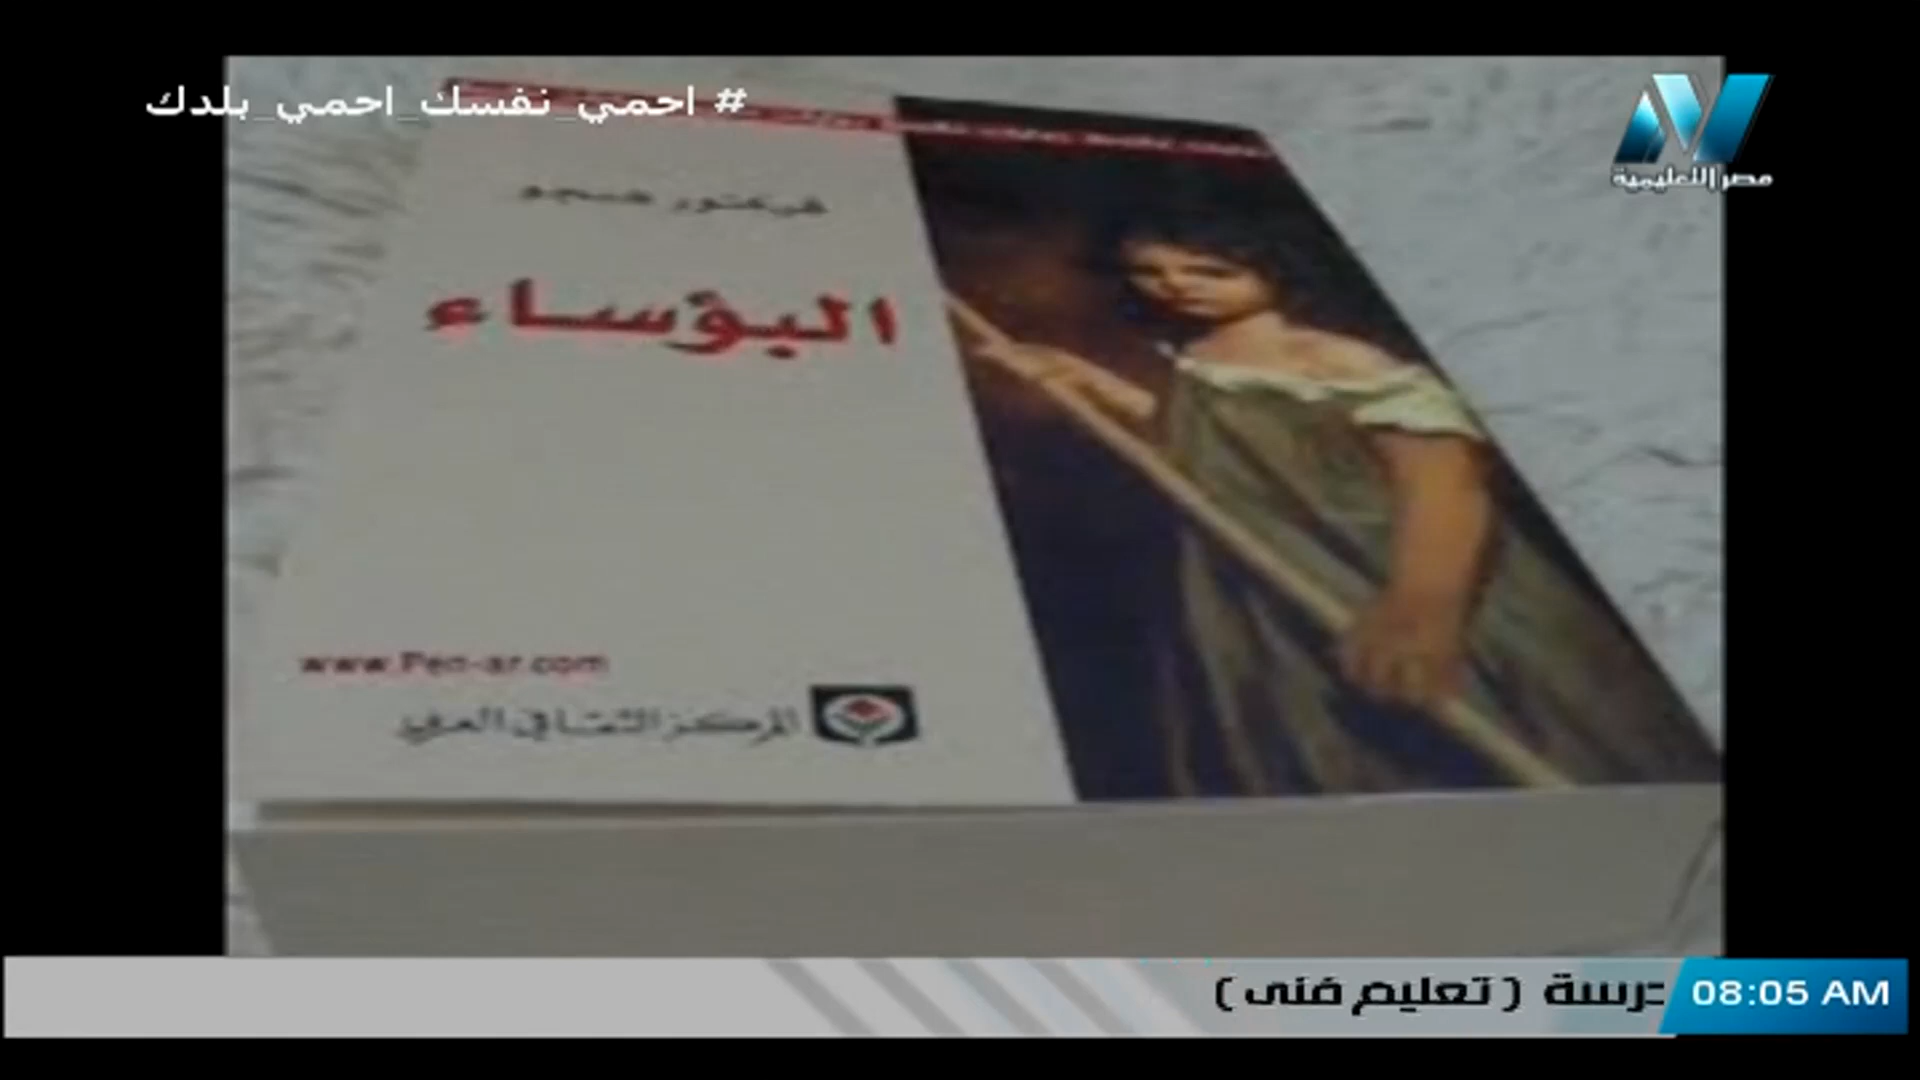 # احمي_نفسك_احمي_بلدك
مصر التعليمية
فيكتور هيجو
البؤساء
www.Pen-ar.com
المركز الثقافي العربي
درسة ( تعليم فنى )
08:05 AM